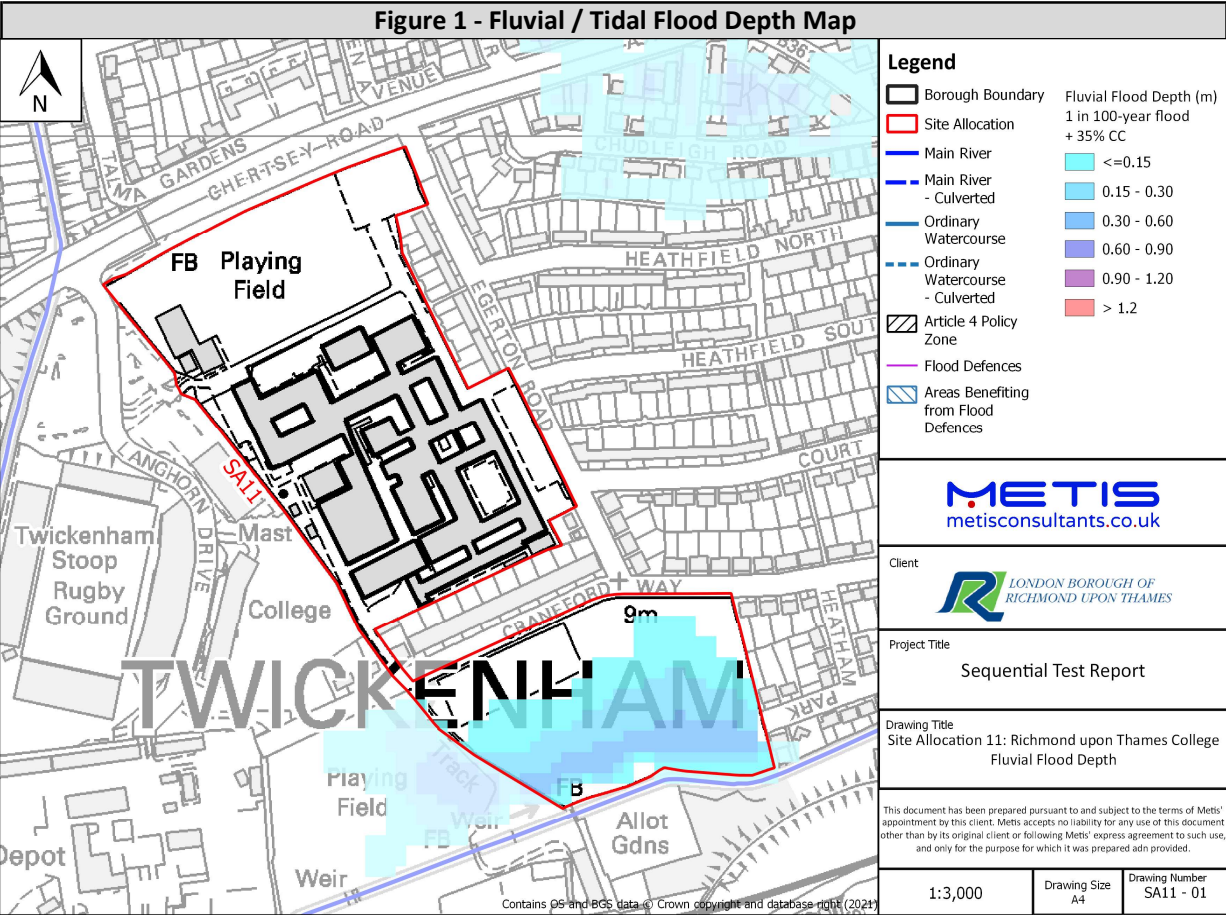 Figure 1 - Fluvial / Tidal Flood Depth Map
N
AVENUE
B36
TALMA
GARDENS
CHERTSEY ROAD
CHUDLEIGH ROAD
FB
Playing
Field
HEATHFIELD NORTH
EGERTON ROAD
HEATHFIELD SOUT
COURT
SA11
ANGHORN DRIVE
Mast
Twickenham
Stoop
Rugby
Ground
College
CRANEFORD WAY
9m
HEATHAM
PARK
TWICKENHAM
Track
Playing
Field
FB
FB
Weir
Weir
Allot
Gdns
Depot
Contains OS and BGS data © Crown copyright and database right (2021)
Legend
Borough Boundary
Site Allocation
Main River
Main River
- Culverted
Ordinary
Watercourse
Ordinary
Watercourse
- Culverted
Article 4 Policy
Zone
Flood Defences
Areas Benefiting
from Flood
Defences
Fluvial Flood Depth (m)
1 in 100-year flood
+ 35% CC
<=0.15
0.15 - 0.30
0.30 - 0.60
0.60 - 0.90
0.90 - 1.20
> 1.2
METIS
metisconsultants.co.uk
Client
LONDON BOROUGH OF
RICHMOND UPON THAMES
Project Title
Sequential Test Report
Drawing Title
Site Allocation 11: Richmond upon Thames College
Fluvial Flood Depth
This document has been prepared pursuant to and subject to the terms of Metis'
appointment by this client. Metis accepts no liability for any use of this document
other than by its original client or following Metis' express agreement to such use,
and only for the purpose for which it was prepared adn provided.
1:3,000
Drawing Size
A4
Drawing Number
SA11 - 01